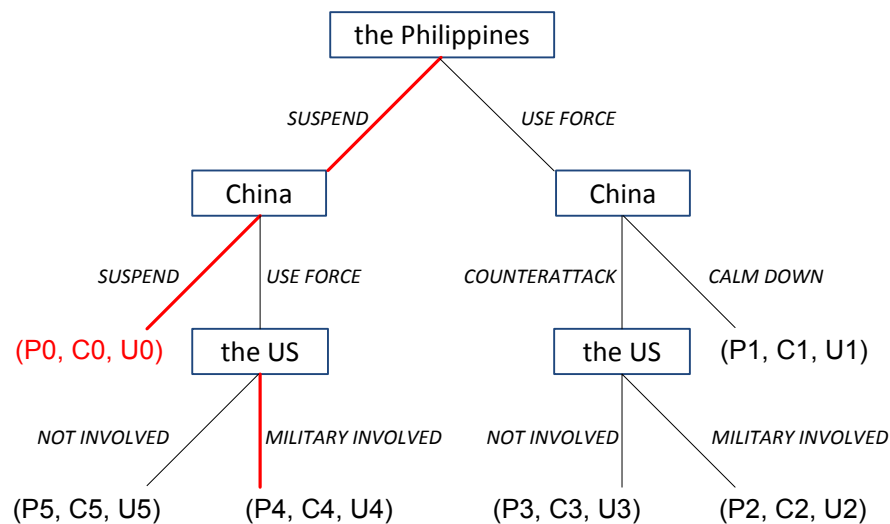 the Philippines
SUSPEND
USE FORCE
China
China
SUSPEND
USE FORCE
COUNTERATTACK
CALM DOWN
(P0, C0, U0)
the US
the US
(P1, C1, U1)
NOT INVOLVED
MILITARY INVOLVED
NOT INVOLVED
MILITARY INVOLVED
(P5, C5, U5)
(P4, C4, U4)
(P3, C3, U3)
(P2, C2, U2)